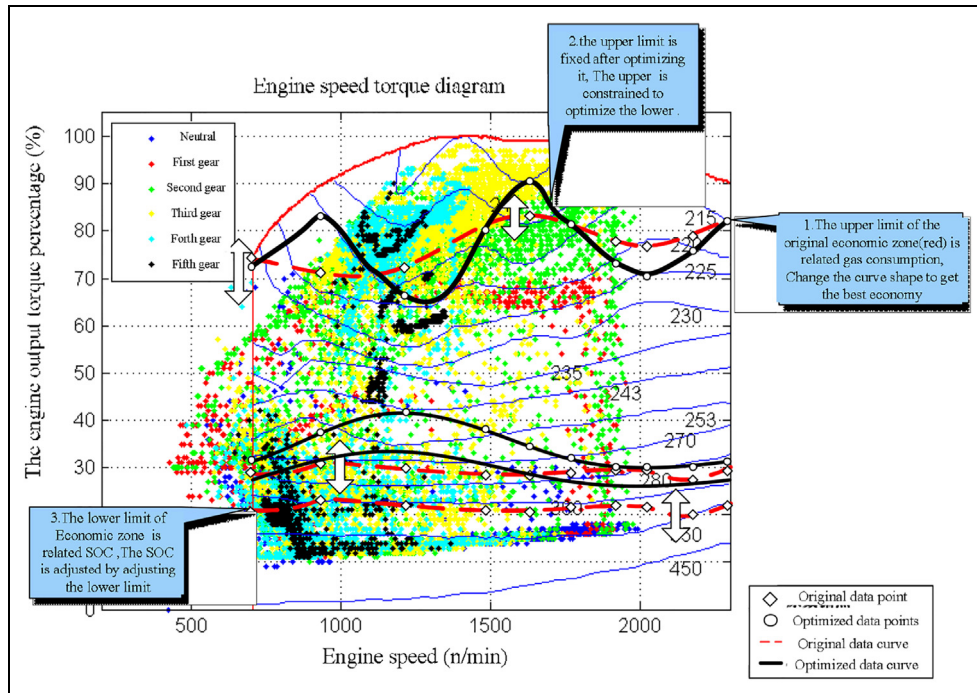 2.the upper limit is
fixed after optimizing
it, The upper is
constrained to
optimize the lower .
Engine speed torque diagram
The engine output torque percentage (%)
100
90
80
70
60
50
40
30
20
0
Neutral
First gear
Second gear
Third gear
Forth gear
Fifth gear
215
220
225
230
235
243
253
270
280
450
1.The upper limit of the
original economic zone(red) is
related gas consumption,
Change the curve shape to get
the best economy
3.The lower limit of
Economic zone is
related SOC ,The SOC
is adjusted by adjusting
the lower limit
500
1000
1500
2000
Engine speed (n/min)
Original data point
Optimized data points
Original data curve
Optimized data curve